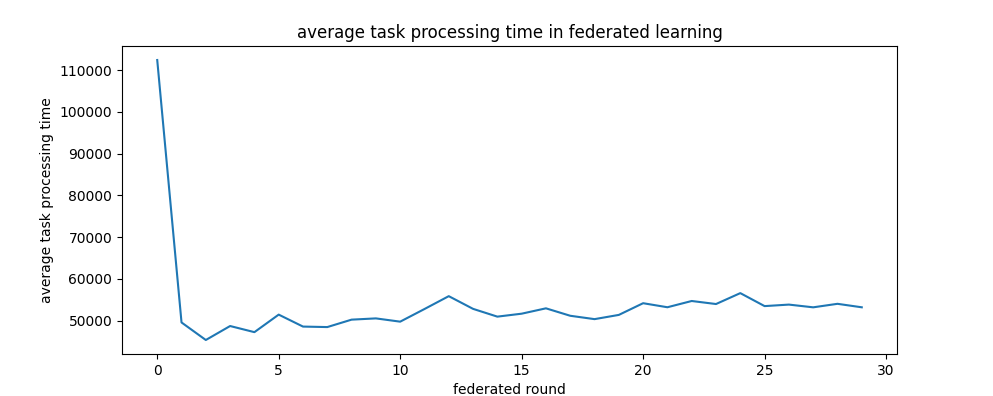 average task processing time in federated learning
average task processing time
110000
100000
90000
80000
70000
60000
50000
0 5 10 15 20 25 30
federated round